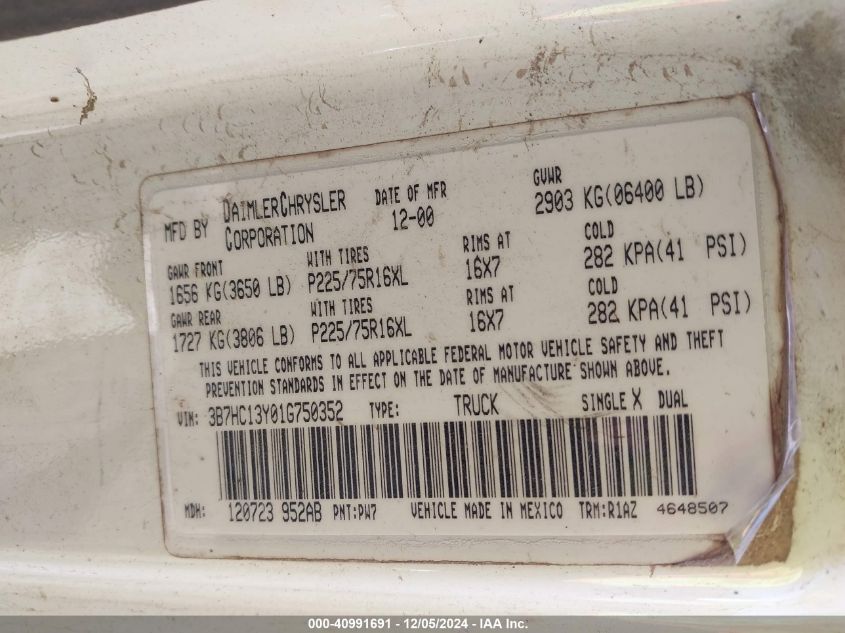 MFD BY DAIMLERCHRYSLER CORPORATION DATE OF MFR 12-00 GVWR 2903 KG(06400 LB)
GAWR FRONT WITH TIRES RIMS AT COLD
1656 KG(3650 LB) P225/75R16XL 16X7 282 KPA(41 PSI)
GAWR REAR WITH TIRES RIMS AT COLD
1727 KG(3806 LB) P225/75R16XL 16X7 282 KPA(41 PSI)
THIS VEHICLE CONFORMS TO ALL APPLICABLE FEDERAL MOTOR VEHICLE SAFETY AND THEFT
PREVENTION STANDARDS IN EFFECT ON THE DATE OF MANUFACTURE SHOWN ABOVE.
VIN: 3B7HC13Y01G750352 TYPE: TRUCK SINGLE X DUAL
MDH: 120723 952AB PNT:PW7 VEHICLE MADE IN MEXICO TRM:R1AZ 4648507
000-40991691 - 12/05/2024 - IAA Inc.